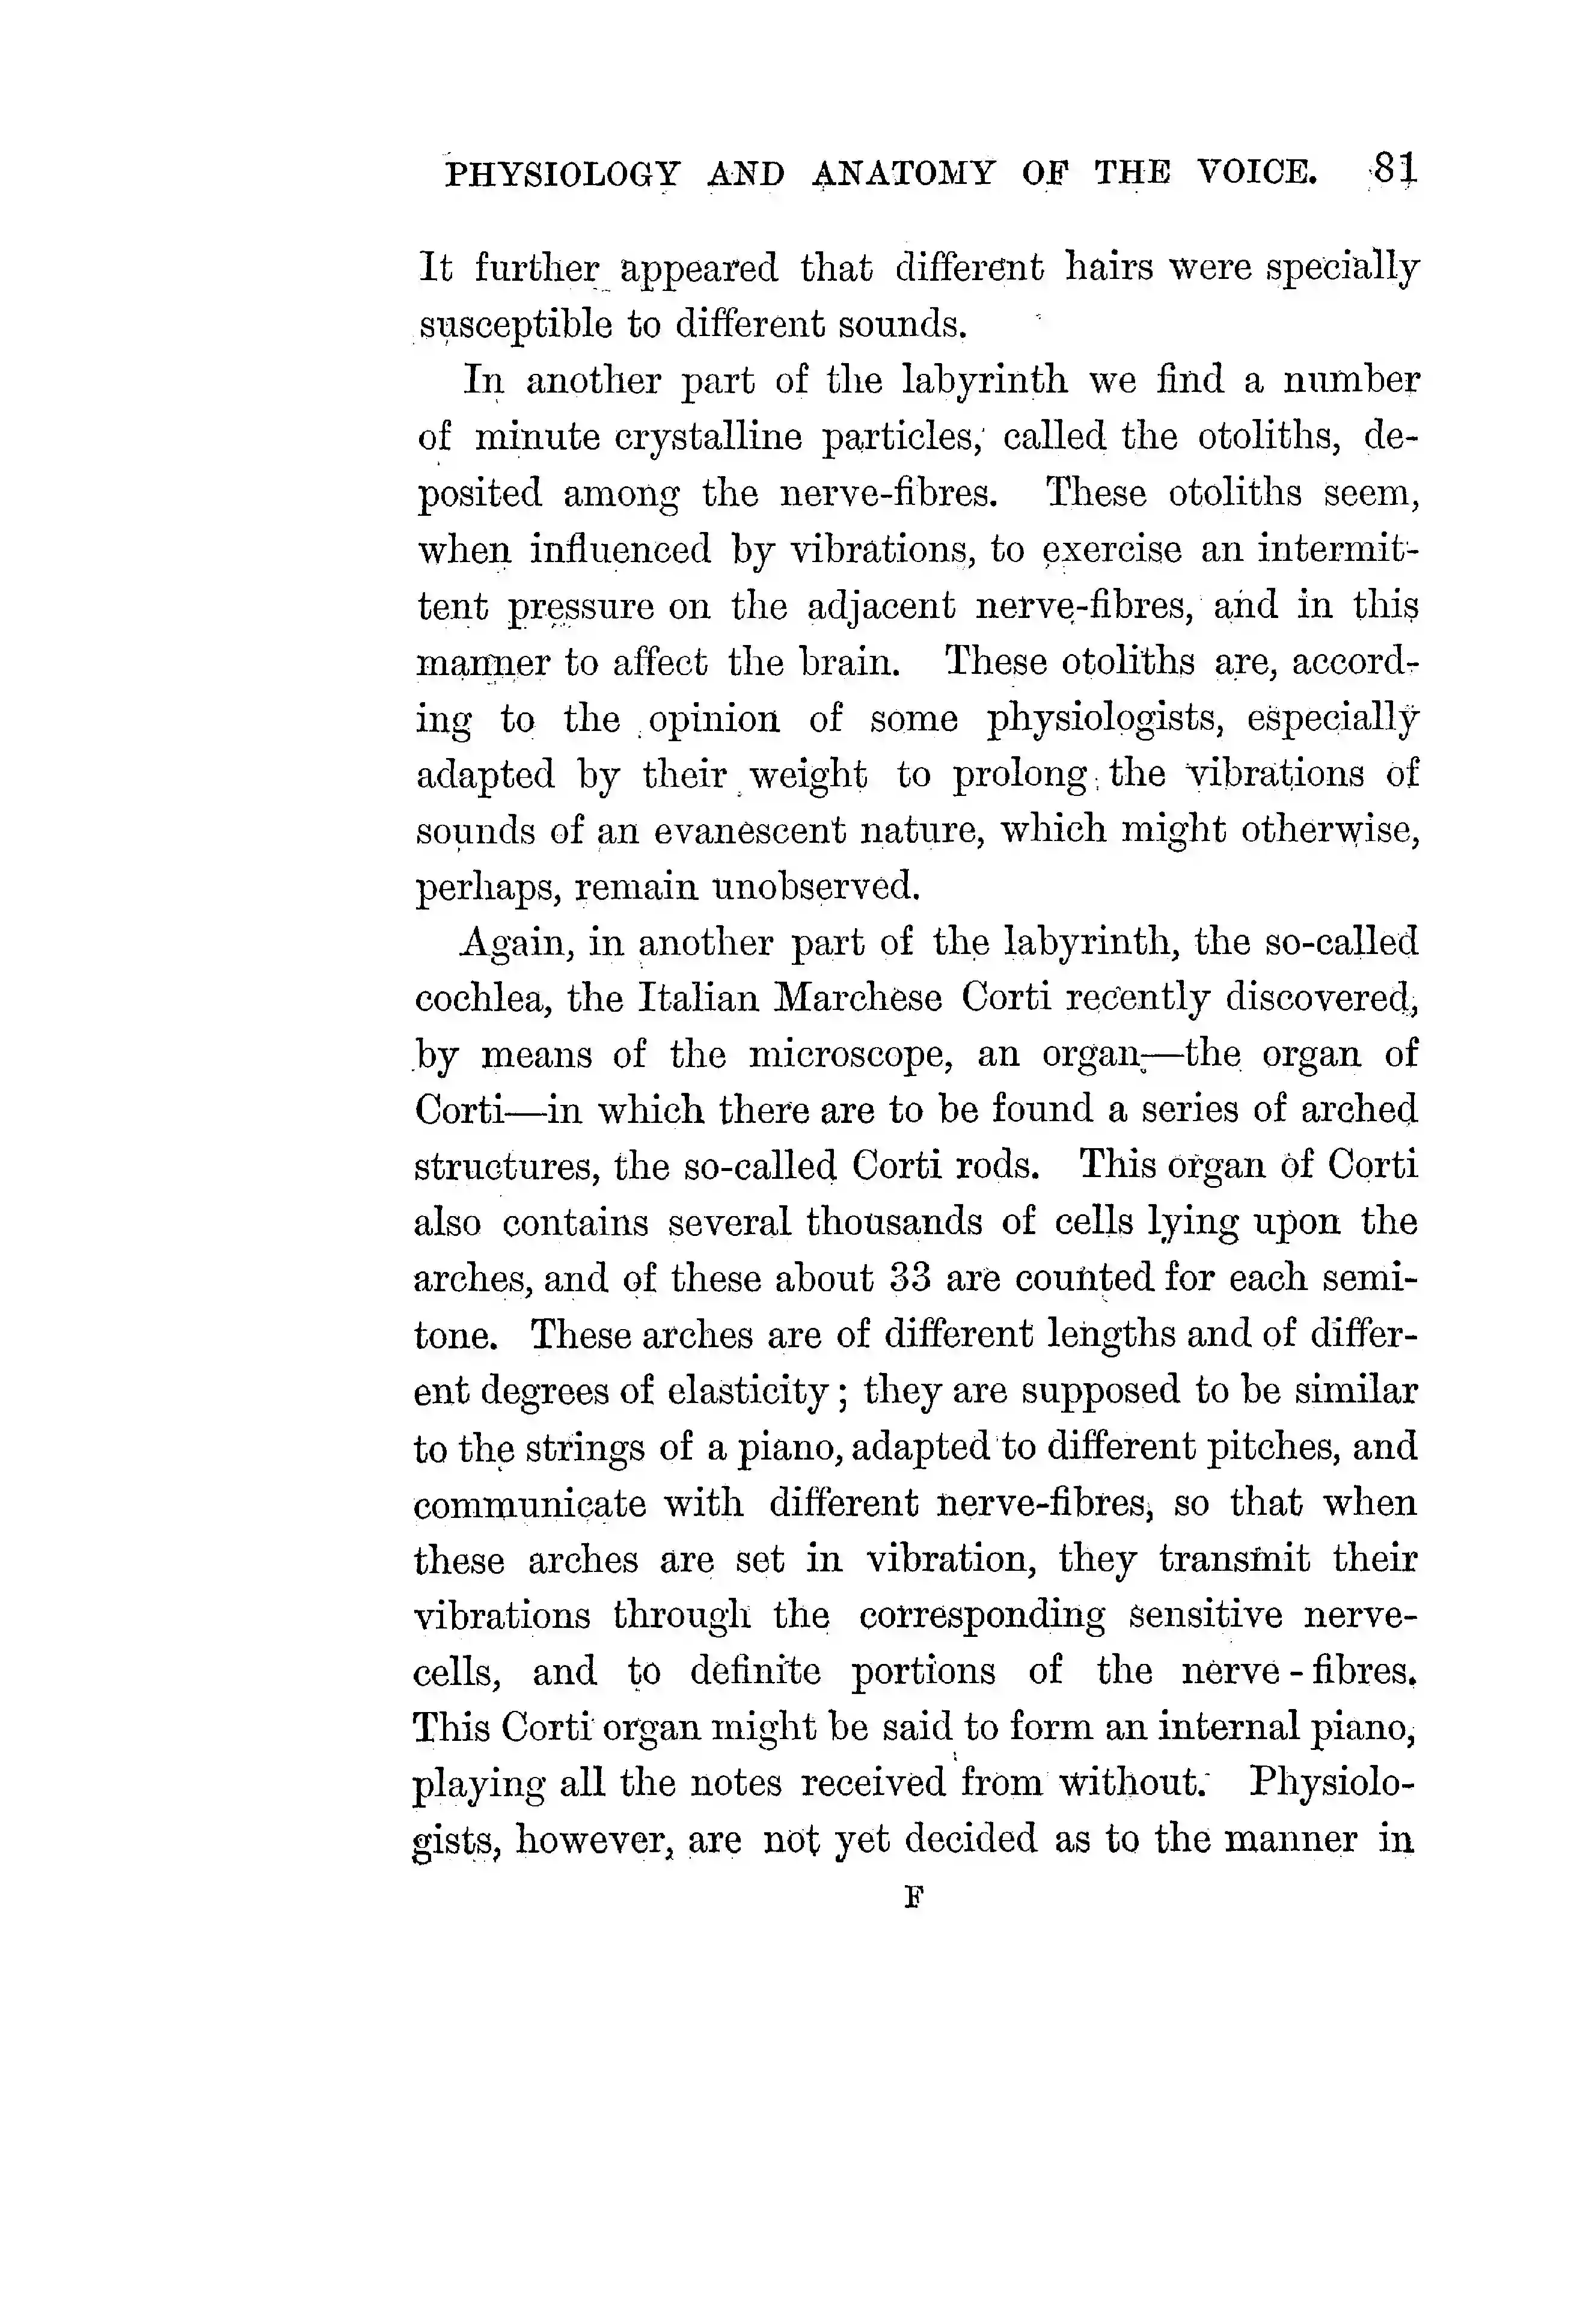 PHYSIOLOGY AND ANATOMY OF THE VOICE. 81
It further appeared that different hairs were specially
susceptible to different sounds.
In another part of the labyrinth we find a number
of minute crystalline particles, called the otoliths, de-
posited among the nerve-fibres. These otoliths seem,
when influenced by vibrations, to exercise an intermit-
tent pressure on the adjacent nerve-fibres, and in this
manner to affect the brain. These otoliths are, accord-
ing to the opinion of some physiologists, especially
adapted by their weight to prolong the vibrations of
sounds of an evanescent nature, which might otherwise,
perhaps, remain unobserved.
Again, in another part of the labyrinth, the so-called
cochlea, the Italian Marchese Corti recently discovered,
by means of the microscope, an organ,—the organ of
Corti—in which there are to be found a series of arched
structures, the so-called Corti rods. This organ of Corti
also contains several thousands of cells lying upon the
arches, and of these about 33 are counted for each semi-
tone. These arches are of different lengths and of differ-
ent degrees of elasticity; they are supposed to be similar
to the strings of a piano, adapted to different pitches, and
communicate with different nerve-fibres, so that when
these arches are set in vibration, they transmit their
vibrations through the corresponding sensitive nerve-
cells, and to definite portions of the nerve-fibres.
This Corti organ might be said to form an internal piano,
playing all the notes received from without. Physiolo-
gists, however, are not yet decided as to the manner in
F